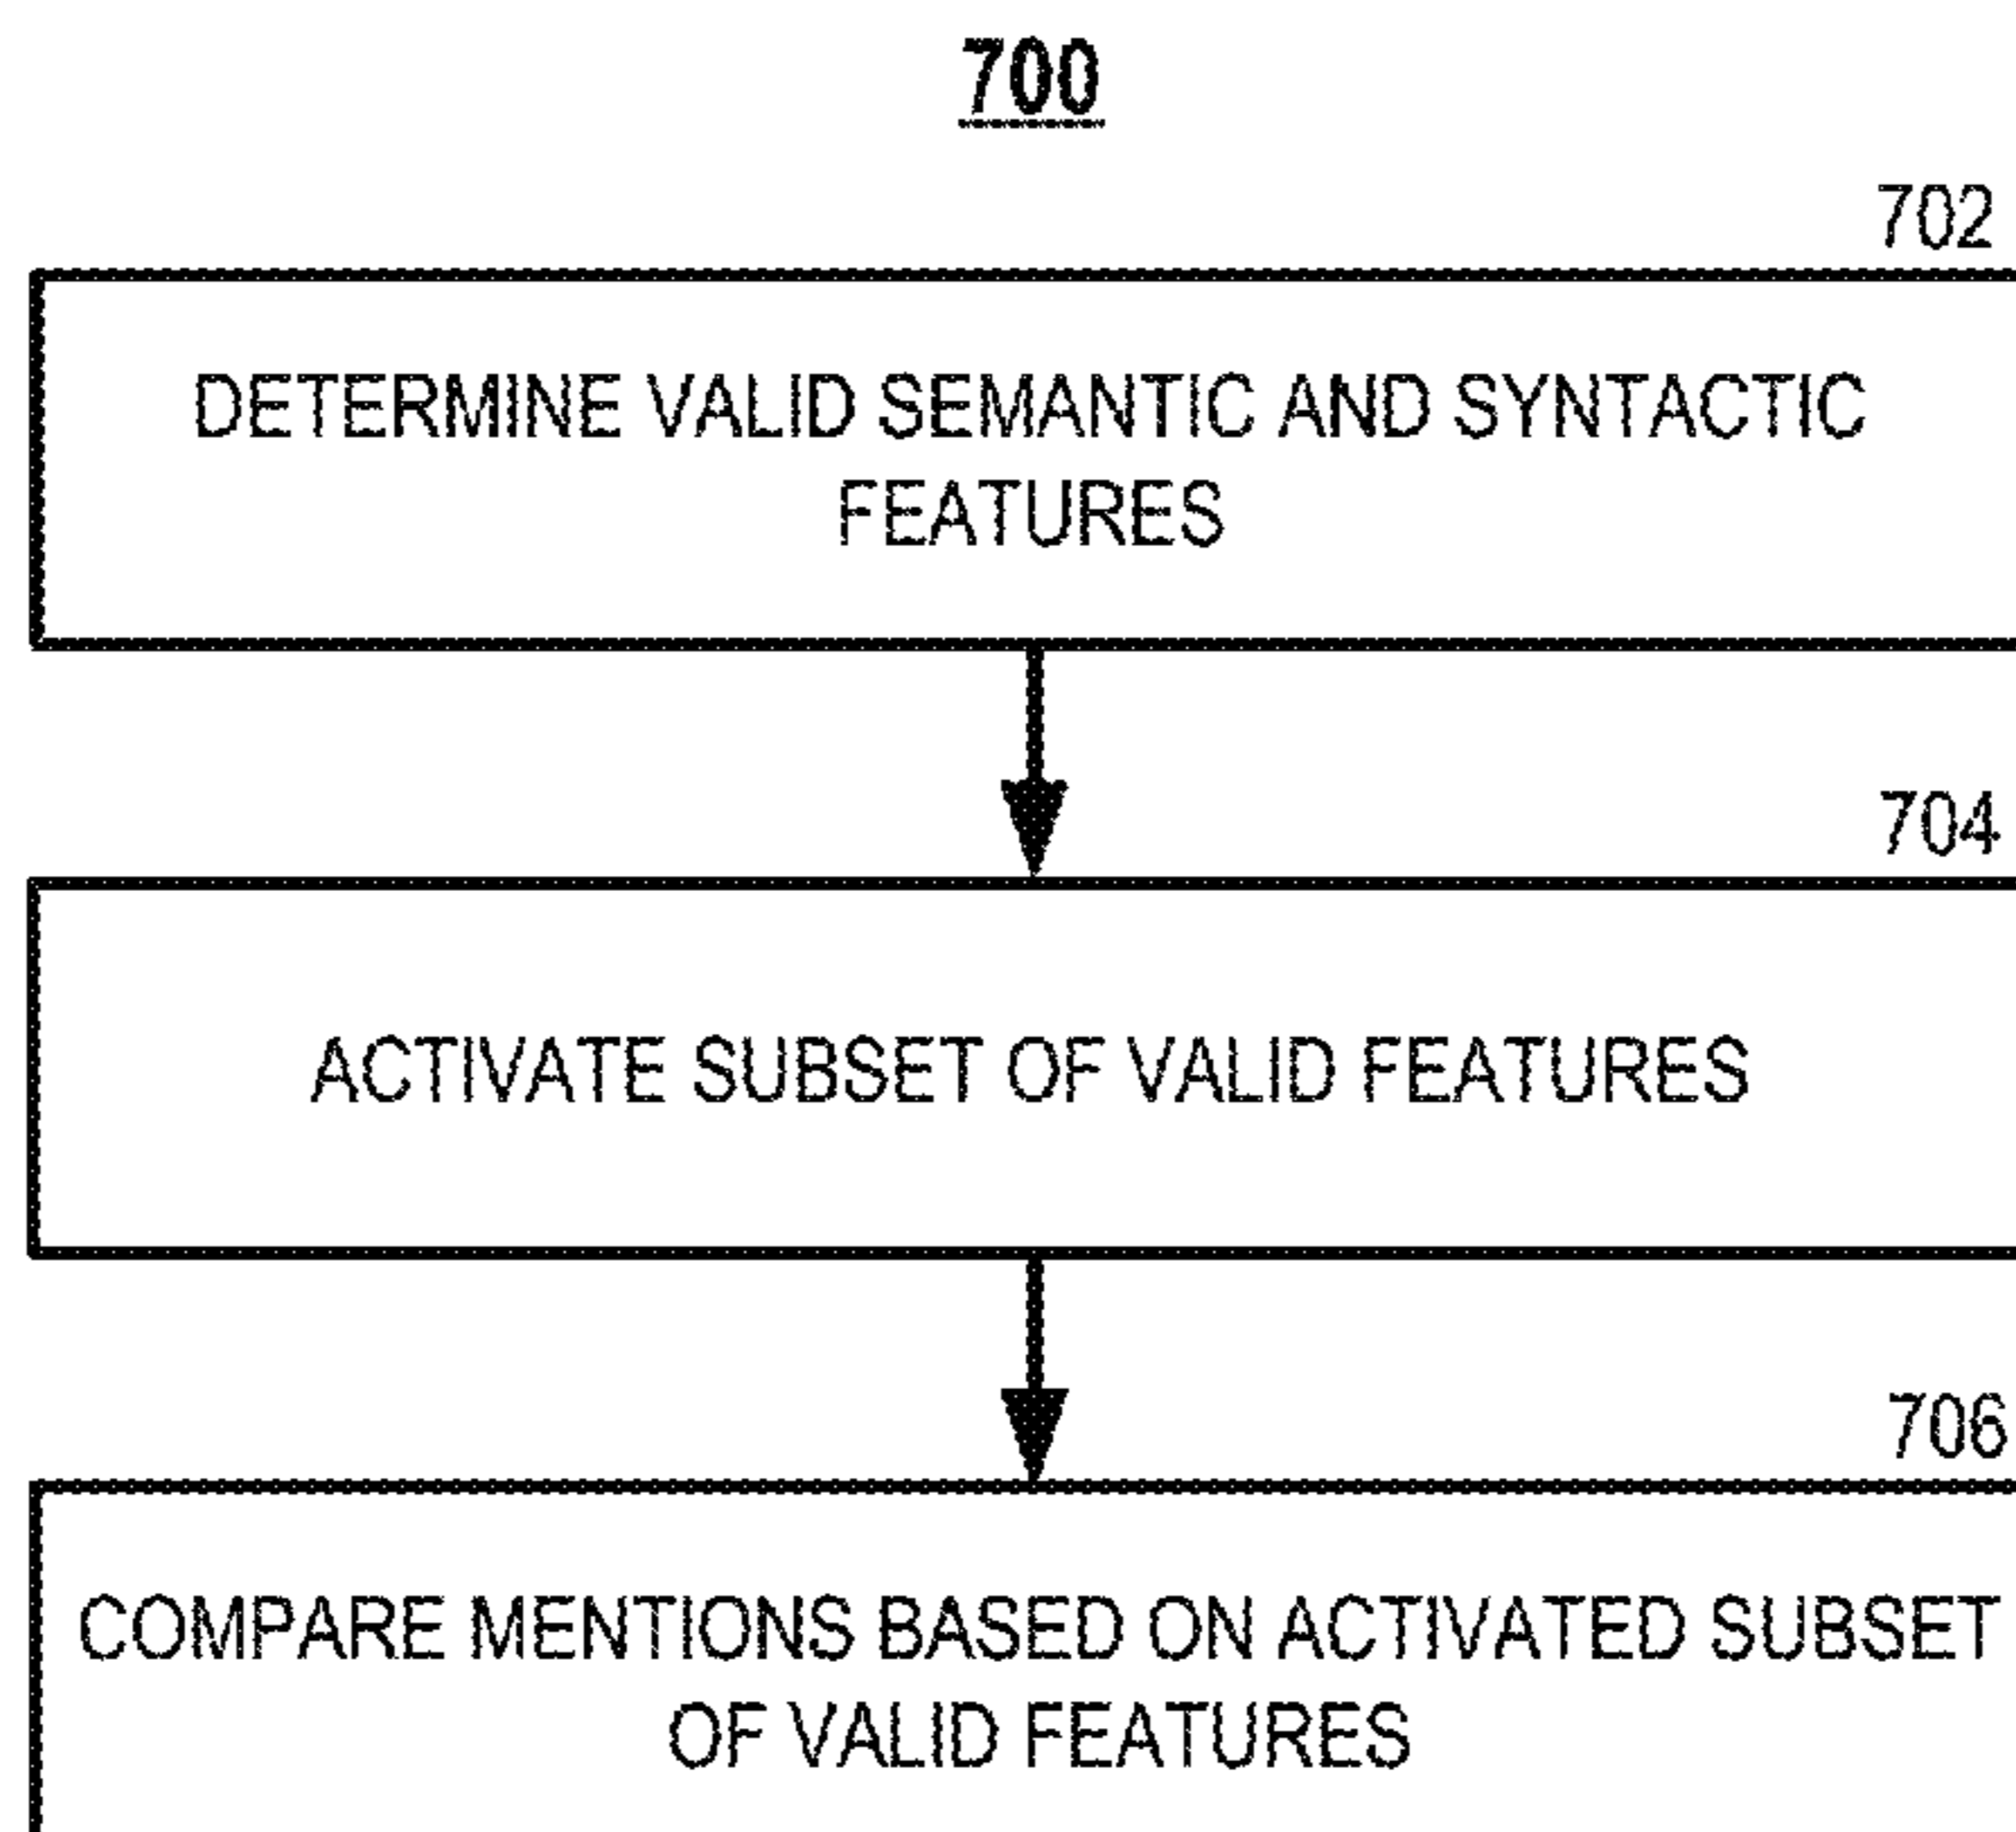 700
702
DETERMINE VALID SEMANTIC AND SYNTACTIC
FEATURES
704
ACTIVATE SUBSET OF VALID FEATURES
706
COMPARE MENTIONS BASED ON ACTIVATED SUBSET
OF VALID FEATURES